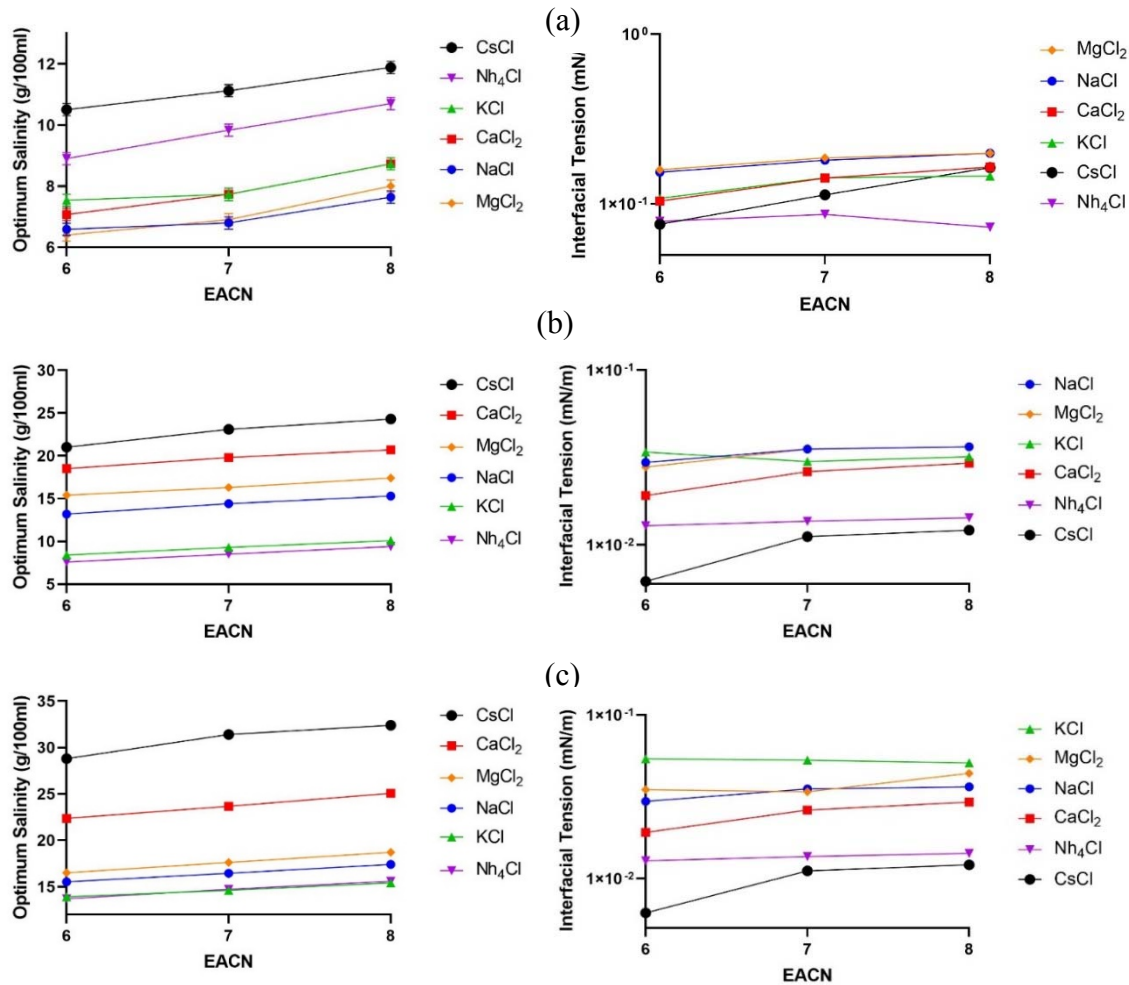 (a)
Optimum Salinity (g/100ml)
12
10
8
6
6 7 8
EACN
CsCl
Nh₄Cl
KCl
CaCl₂
NaCl
MgCl₂
Interfacial Tension (mN/
10⁰
1×10⁻¹
6 7 8
EACN
MgCl₂
NaCl
CaCl₂
KCl
CsCl
Nh₄Cl
(b)
Optimum Salinity (g/100ml)
30
25
20
15
10
5
6 7 8
EACN
CsCl
CaCl₂
MgCl₂
NaCl
KCl
Nh₄Cl
Interfacial Tension (mN/m)
1×10⁻¹
1×10⁻²
6 7 8
EACN
NaCl
MgCl₂
KCl
CaCl₂
Nh₄Cl
CsCl
(c)
Optimum Salinity (g/100ml)
35
30
25
20
15
6 7 8
EACN
CsCl
CaCl₂
MgCl₂
NaCl
KCl
Nh₄Cl
Interfacial Tension (mN/m)
1×10⁻¹
1×10⁻²
6 7 8
EACN
KCl
MgCl₂
NaCl
CaCl₂
Nh₄Cl
CsCl